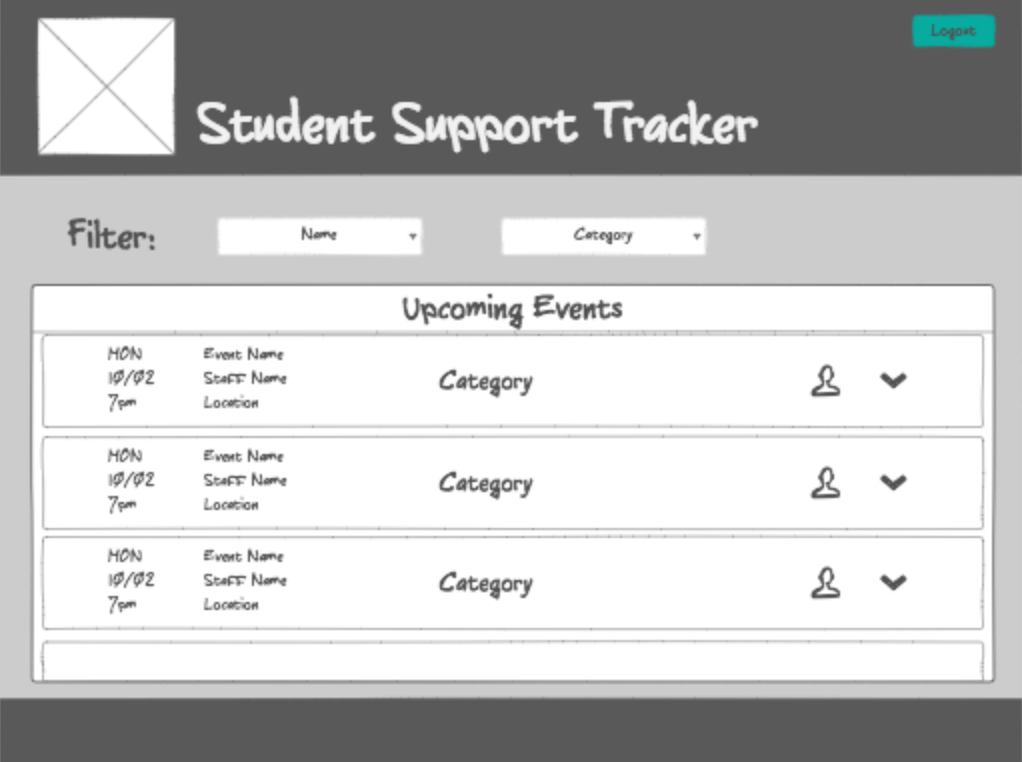 Logout
Student Support Tracker
Filter:
Name
Category
Upcoming Events
MON
10/02
7pm
Event Name
Staff Name
Location
Category
MON
10/02
7pm
Event Name
Staff Name
Location
Category
MON
10/02
7pm
Event Name
Staff Name
Location
Category